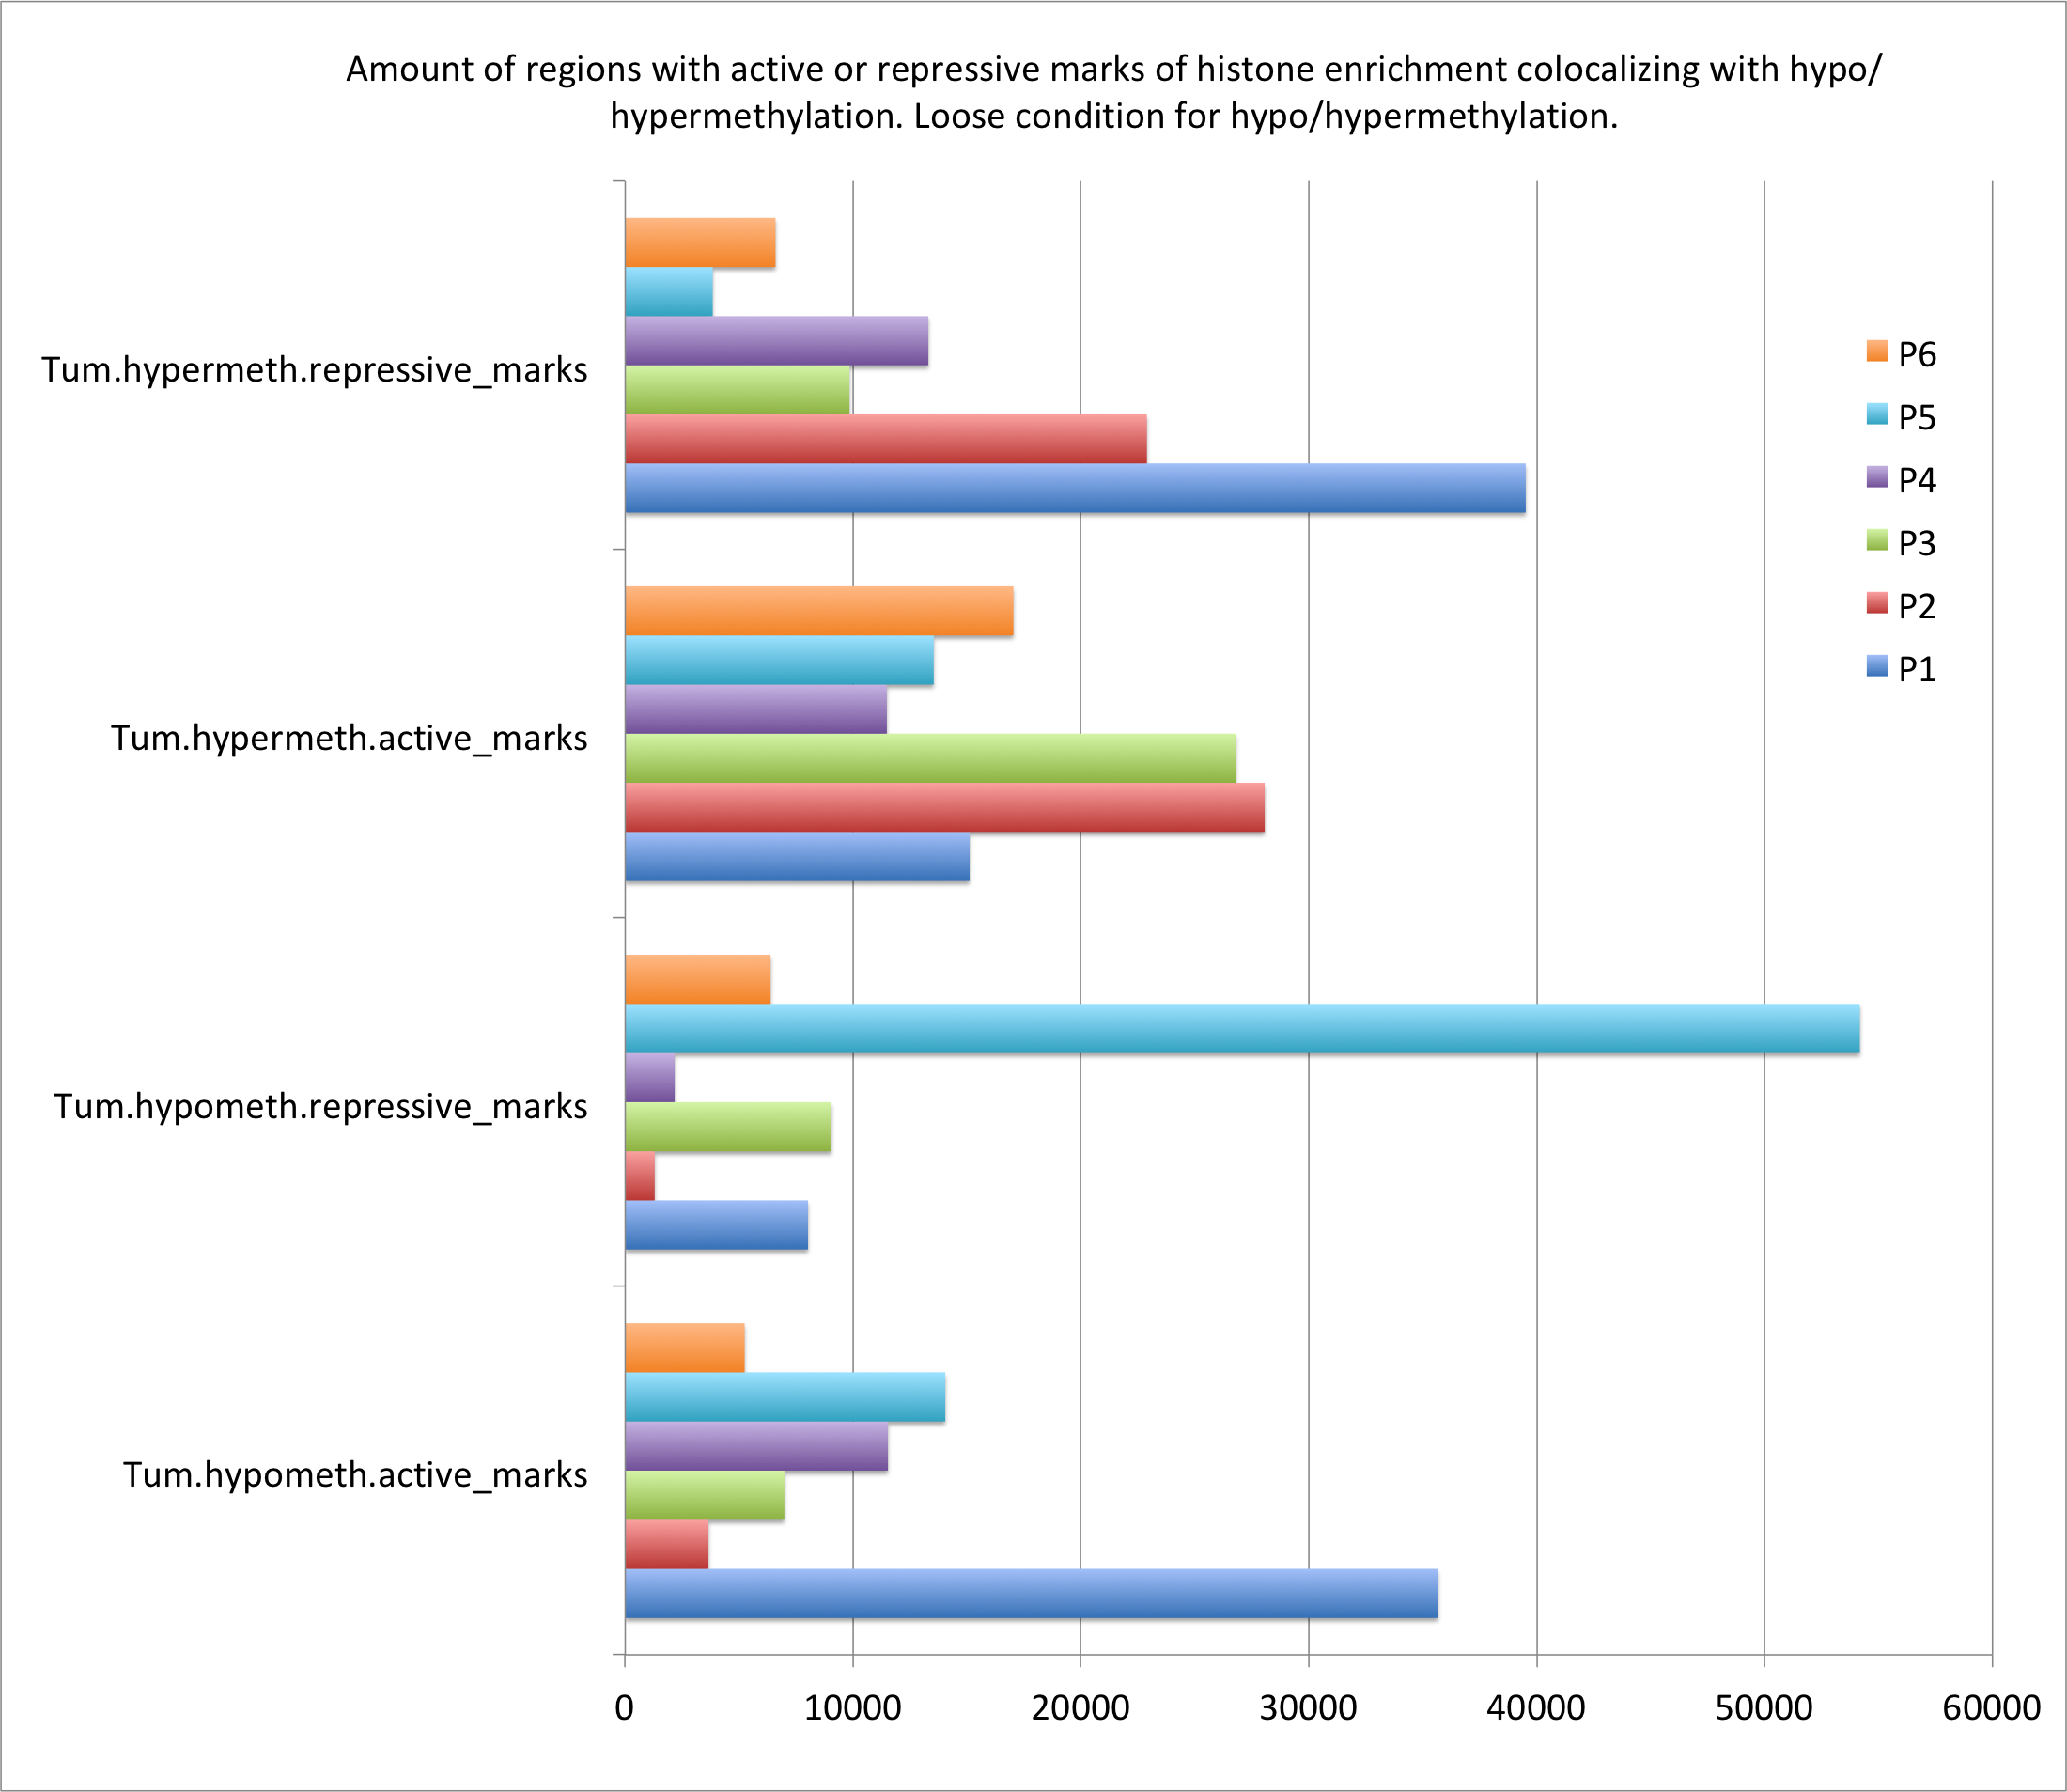 Amount of regions with active or repressive marks of histone enrichment colocalizing with hypo/
hypermethylation. Loose condition for hypo/hypermethylation.
Tum.hypermeth.repressive_marks
Tum.hypermeth.active_marks
Tum.hypometh.repressive_marks
Tum.hypometh.active_marks
P6
P5
P4
P3
P2
P1
0 10000 20000 30000 40000 50000 60000